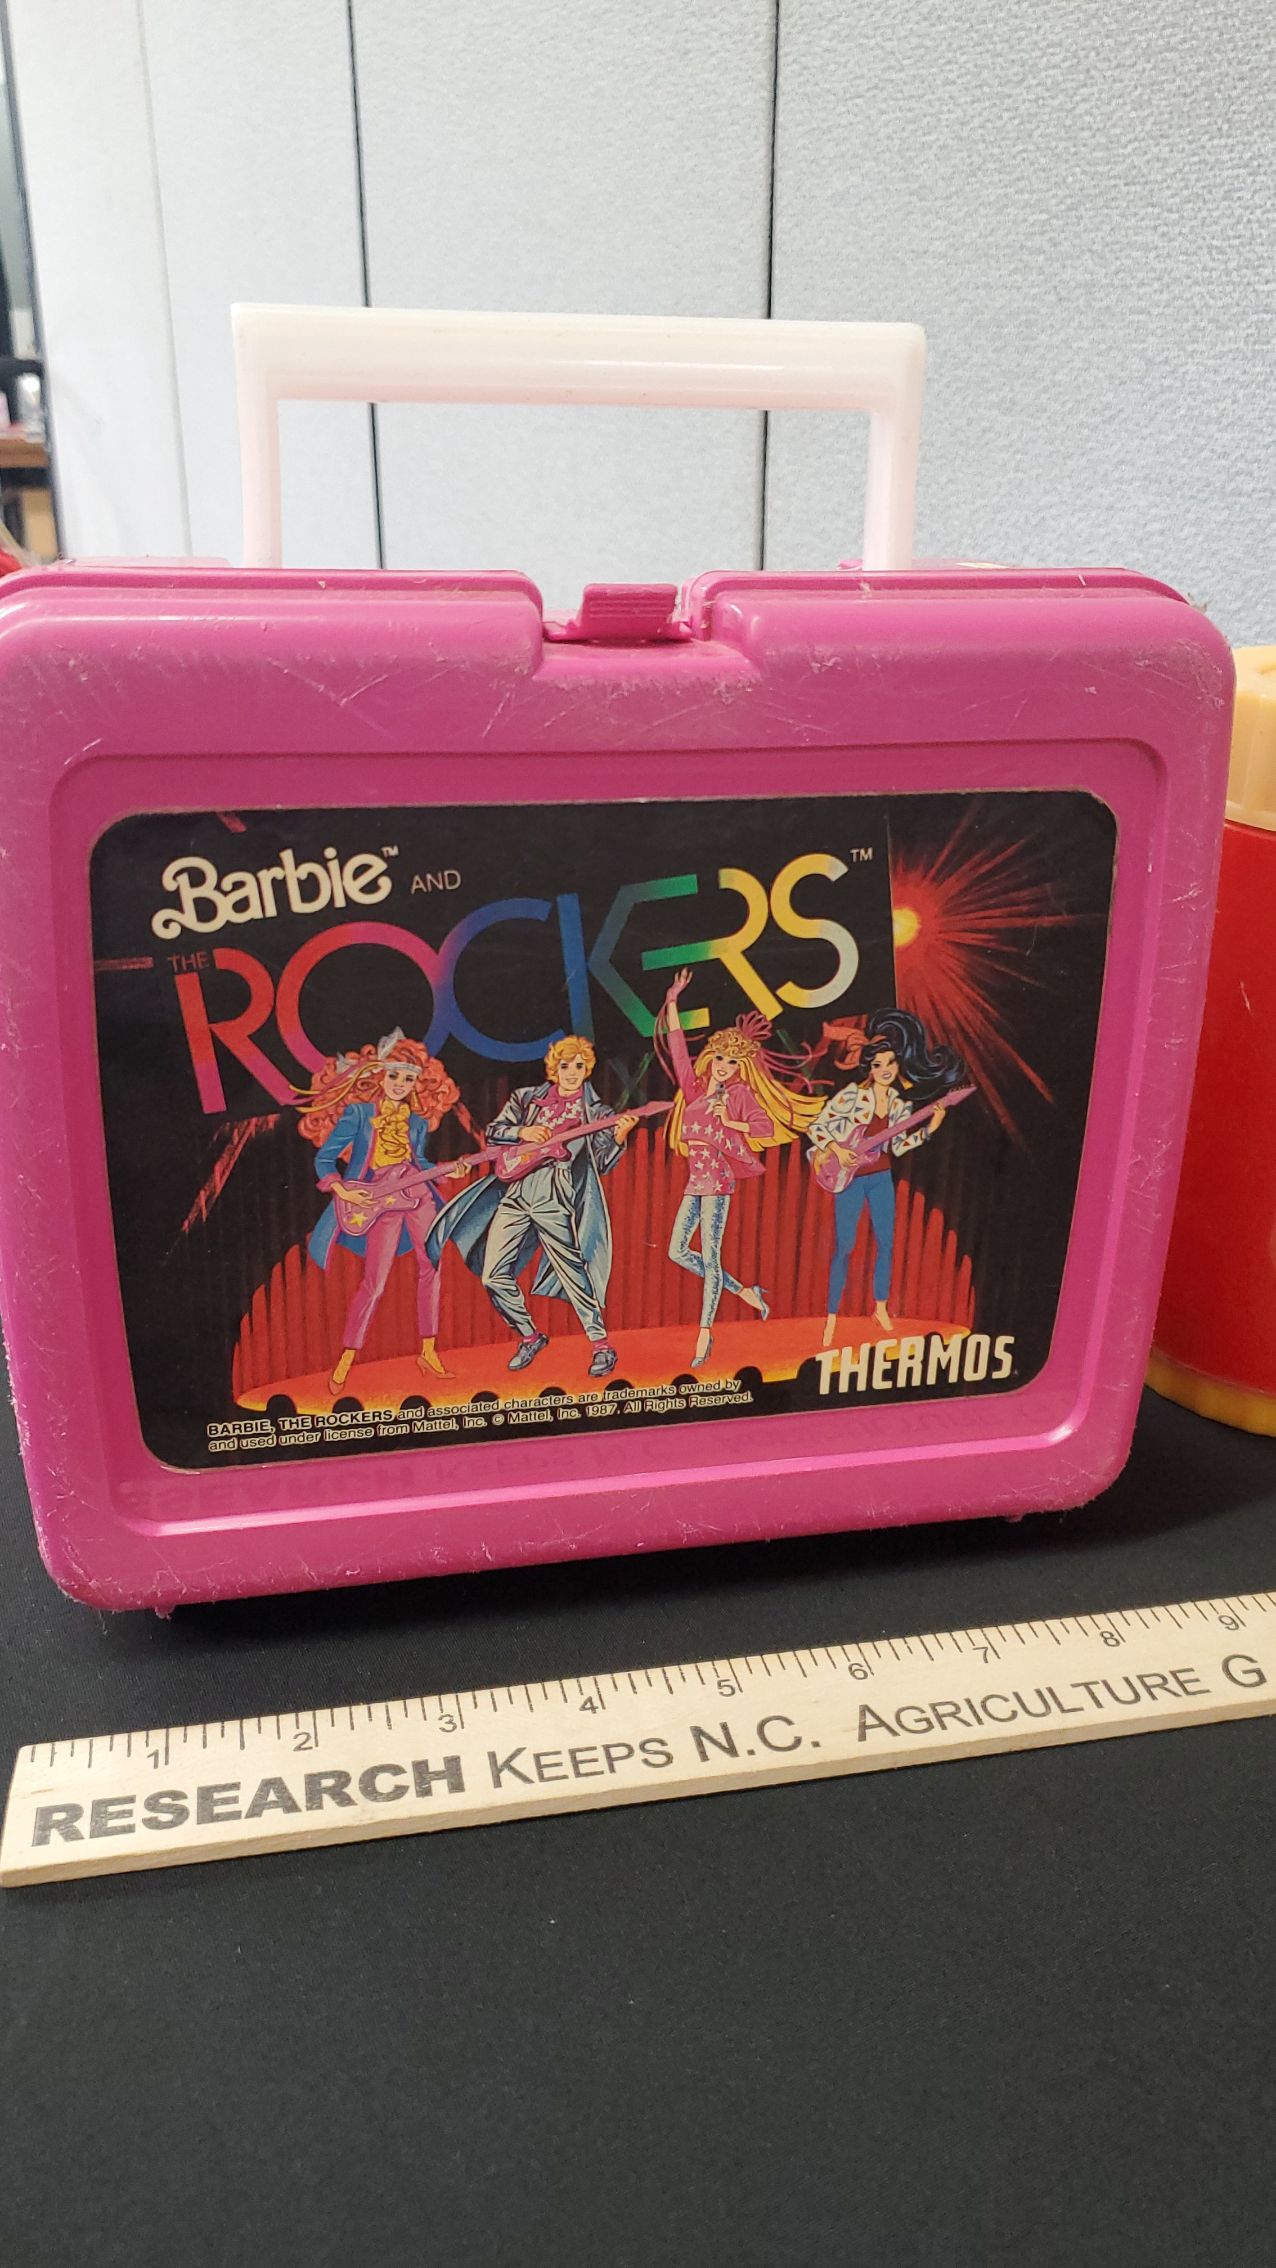 Barbie™ AND
THE ROCKERS™
THERMOS
BARBIE, THE ROCKERS and associated characters are trademarks owned by
and used under license from Mattel, Inc. © Mattel, Inc. 1987. All Rights Reserved.
1 2 3 4 5 6 7 8 9
RESEARCH KEEPS N.C. AGRICULTURE G